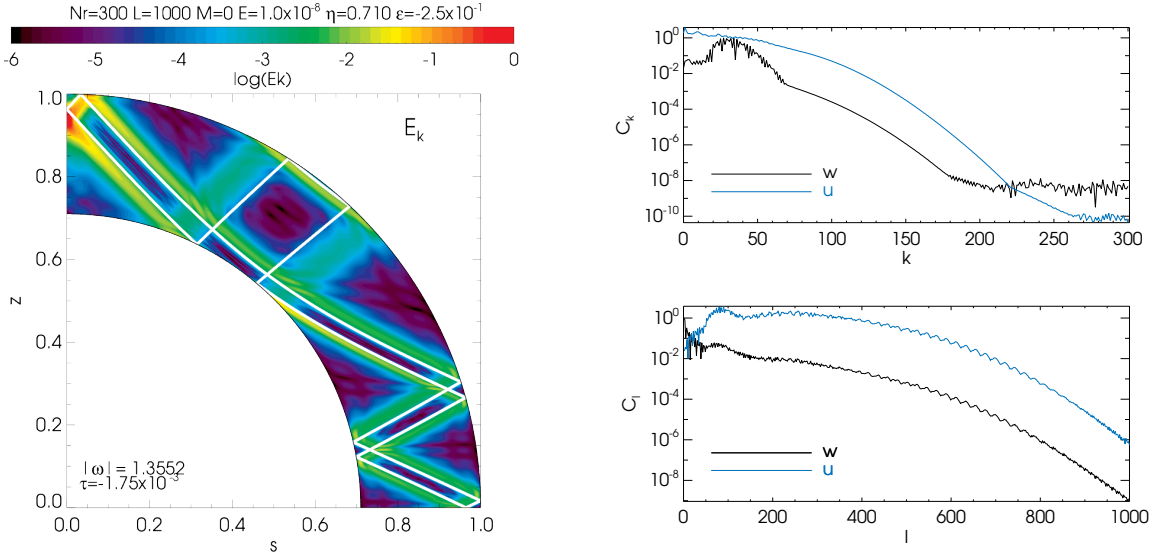 Nr=300 L=1000 M=0 E=1.0x10⁻⁸ η=0.710 ε=-2.5x10⁻¹
-6 -5 -4 -3 -2 -1 0
log(Ek)
E_k
1.0
0.8
0.6
0.4
0.2
0.0
z
|ω| = 1.3552
τ=-1.75x10⁻³
0.0 0.2 0.4 0.6 0.8 1.0
s
10⁰
10⁻²
10⁻⁴
10⁻⁶
10⁻⁸
10⁻¹⁰
C_k
w
u
0 50 100 150 200 250 300
k
10⁰
10⁻²
10⁻⁴
10⁻⁶
10⁻⁸
C_l
w
u
0 200 400 600 800 1000
l